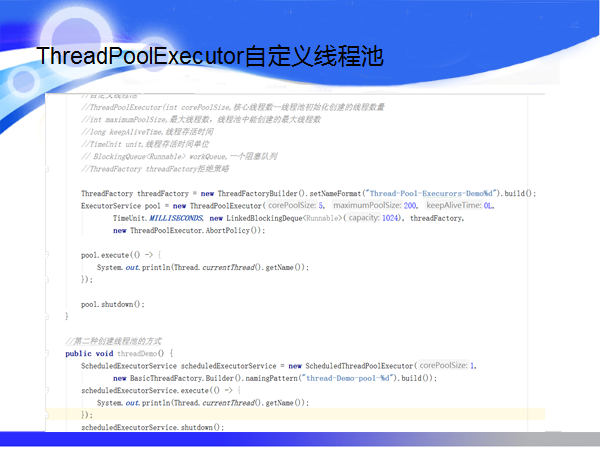 ThreadPoolExecutor自定义线程池
//自定义线程池
//ThreadPoolExecutor(int corePoolSize,核心线程数一线程池初始化创建的线程数量
//int maximumPoolSize,最大线程数，线程池中能创建的最大线程数
//long keepAliveTime,线程存活时间
//TimeUnit unit,线程存活时间单位
// BlockingQueue<Runnable> workQueue,一个阻塞队列
//ThreadFactory threadFactory拒绝策略
ThreadFactory threadFactory = new ThreadFactoryBuilder().setNameFormat("Thread-Pool-Execurors-Demo%d").build();
ExecutorService pool = new ThreadPoolExecutor( corePoolSize: 5, maximumPoolSize: 200, keepAliveTime: 0L,
TimeUnit.MILLISECONDS, new LinkedBlockingDeque<Runnable>( capacity: 1024), threadFactory,
new ThreadPoolExecutor.AbortPolicy());
pool.execute(() -> {
System.out.println(Thread.currentThread().getName());
});
pool.shutdown();
}
//第二种创建线程池的方式
public void threadDemo() {
ScheduledExecutorService scheduledExecutorService = new ScheduledThreadPoolExecutor( corePoolSize: 1,
new BasicThreadFactory.Builder().namingPattern("thread-Demo-pool-%d").build());
scheduledExecutorService.execute(() -> {
System.out.println(Thread.currentThread().getName());
});
scheduledExecutorService.shutdown();